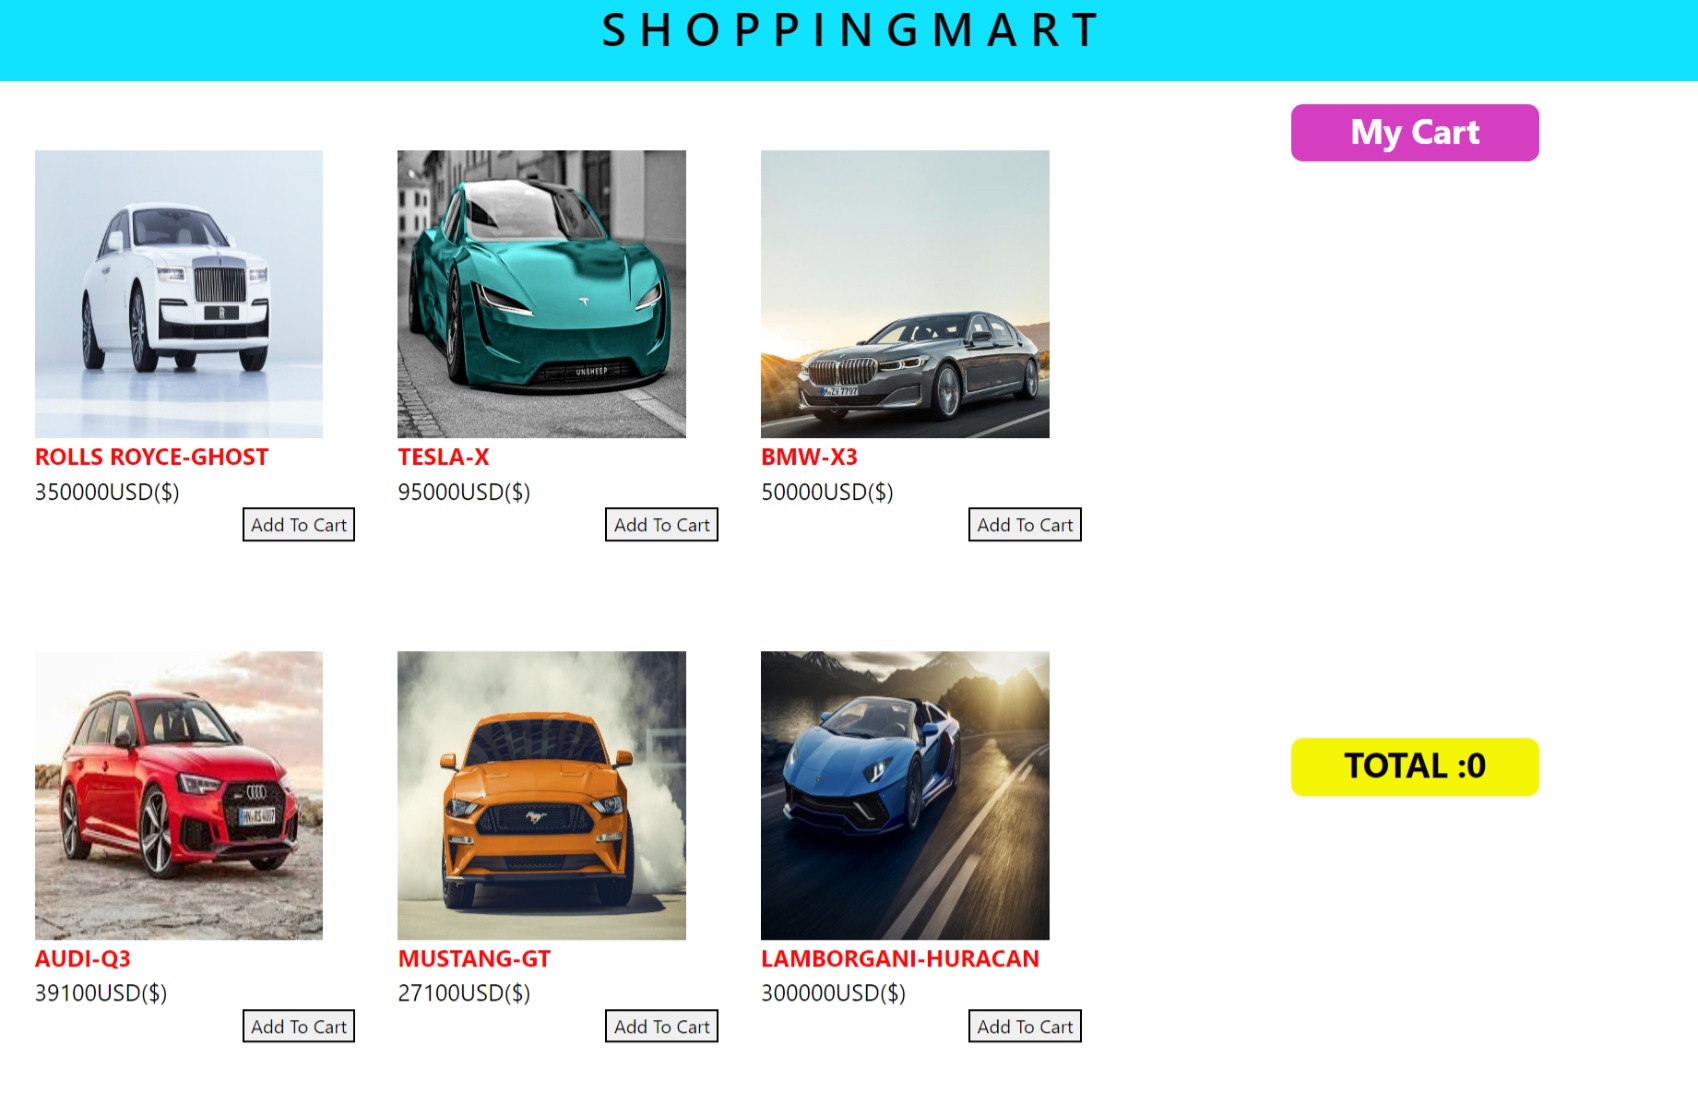 SHOPPINGMART
My Cart
UNSHEEP
ROLLS ROYCE-GHOST
350000USD($)
Add To Cart
TESLA-X
95000USD($)
Add To Cart
BMW-X3
50000USD($)
Add To Cart
TOTAL :0
AUDI-Q3
39100USD($)
Add To Cart
MUSTANG-GT
27100USD($)
Add To Cart
LAMBORGANI-HURACAN
300000USD($)
Add To Cart